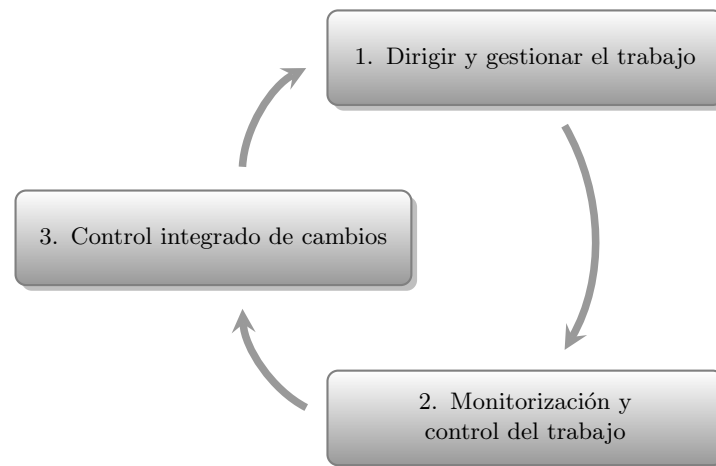 1. Dirigir y gestionar el trabajo
3. Control integrado de cambios
2. Monitorización y
control del trabajo